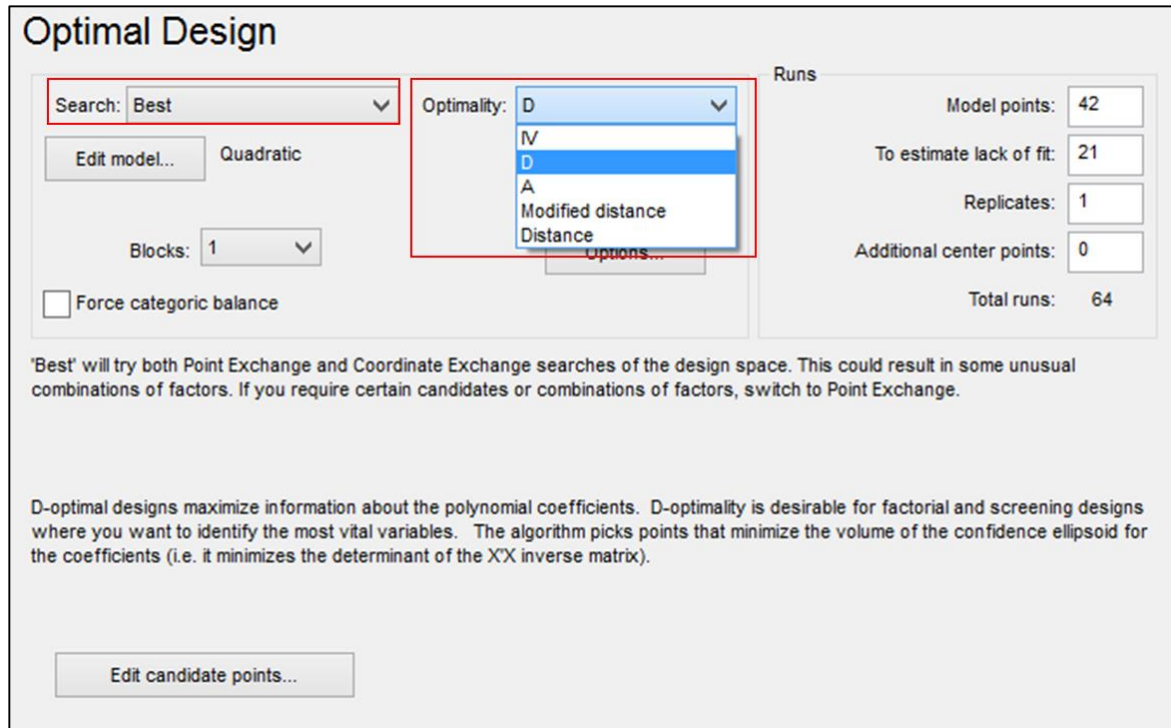 Optimal Design
Search: Best
Optimality: D
IV
D
A
Modified distance
Distance
Edit model...
Quadratic
Blocks: 1
Options...
Force categoric balance
Runs
Model points: 42
To estimate lack of fit: 21
Replicates: 1
Additional center points: 0
Total runs: 64
'Best' will try both Point Exchange and Coordinate Exchange searches of the design space. This could result in some unusual
combinations of factors. If you require certain candidates or combinations of factors, switch to Point Exchange.
D-optimal designs maximize information about the polynomial coefficients. D-optimality is desirable for factorial and screening designs
where you want to identify the most vital variables. The algorithm picks points that minimize the volume of the confidence ellipsoid for
the coefficients (i.e. it minimizes the determinant of the X'X inverse matrix).
Edit candidate points...